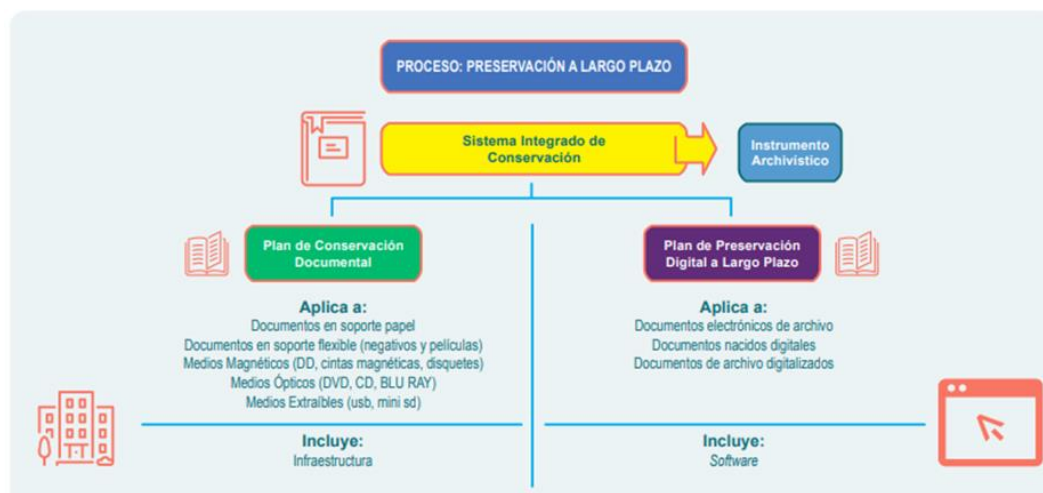 PROCESO: PRESERVACIÓN A LARGO PLAZO
Sistema Integrado de
Conservación
Instrumento
Archivístico
Plan de Conservación
Documental
Aplica a:
Documentos en soporte papel
Documentos en soporte flexible (negativos y películas)
Medios Magnéticos (DD, cintas magnéticas, disquetes)
Medios Ópticos (DVD, CD, BLU RAY)
Medios Extraíbles (usb, mini sd)
Incluye:
Infraestructura
Plan de Preservación
Digital a Largo Plazo
Aplica a:
Documentos electrónicos de archivo
Documentos nacidos digitales
Documentos de archivo digitalizados
Incluye:
Software